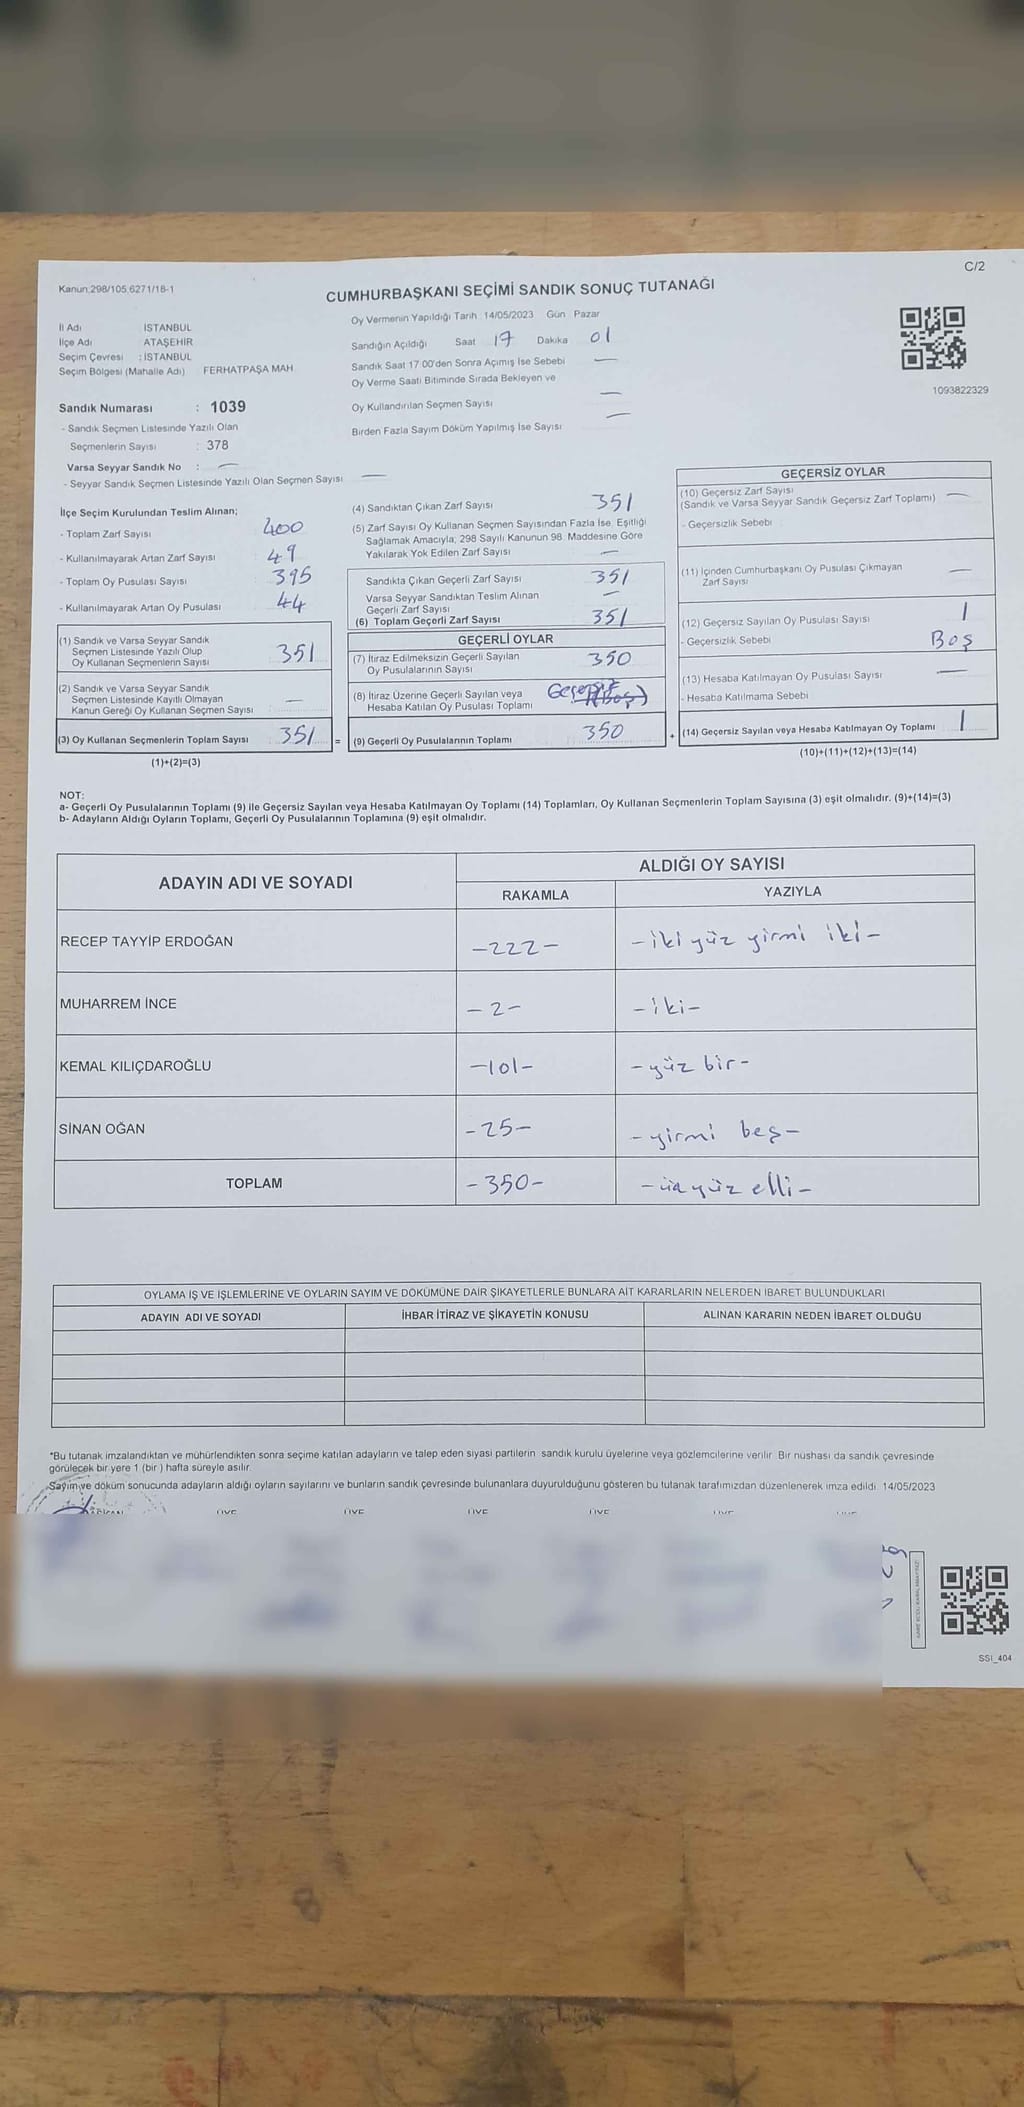 C/2
Kanun:298/105,6271/18-1
CUMHURBAŞKANI SEÇİMİ SANDIK SONUÇ TUTANAĞI
İl Adı İSTANBUL
İlçe Adı ATAŞEHİR
Seçim Çevresi : İSTANBUL
Seçim Bölgesi (Mahalle Adı) FERHATPAŞA MAH.
Oy Vermenin Yapıldığı Tarih 14/05/2023 Gün Pazar
Sandığın Açıldığı Saat 17 Dakika 01
Sandık Saat 17:00'den Sonra Açımış İse Sebebi —
Oy Verme Saati Bitiminde Sırada Bekleyen ve
Oy Kullandırılan Seçmen Sayısı —
Birden Fazla Sayım Döküm Yapılmış İse Sayısı —
1093822329
Sandık Numarası : 1039
- Sandık Seçmen Listesinde Yazılı Olan
Seçmenlerin Sayısı : 378
Varsa Seyyar Sandık No : —
- Seyyar Sandık Seçmen Listesinde Yazılı Olan Seçmen Sayısı —
İlçe Seçim Kurulundan Teslim Alınan;
- Toplam Zarf Sayısı 400
- Kullanılmayarak Artan Zarf Sayısı 49
- Toplam Oy Pusulası Sayısı 395
- Kullanılmayarak Artan Oy Pusulası 44
(1) Sandık ve Varsa Seyyar Sandık
Seçmen Listesinde Yazılı Olup
Oy Kullanan Seçmenlerin Sayısı 351
(2) Sandık ve Varsa Seyyar Sandık
Seçmen Listesinde Kayıtlı Olmayan
Kanun Gereği Oy Kullanan Seçmen Sayısı : —
(3) Oy Kullanan Seçmenlerin Toplam Sayısı 351 =
(1)+(2)=(3)
(4) Sandıktan Çıkan Zarf Sayısı 351
(5) Zarf Sayısı Oy Kullanan Seçmen Sayısından Fazla İse, Eşitliği
Sağlamak Amacıyla; 298 Sayılı Kanunun 98. Maddesine Göre
Yakılarak Yok Edilen Zarf Sayısı —
Sandıkta Çıkan Geçerli Zarf Sayısı 351
Varsa Seyyar Sandıktan Teslim Alınan
Geçerli Zarf Sayısı —
(6) Toplam Geçerli Zarf Sayısı 351
GEÇERLİ OYLAR
(7) İtiraz Edilmeksizin Geçerli Sayılan
Oy Pusulalarının Sayısı 350
(8) İtiraz Üzerine Geçerli Sayılan veya
Hesaba Katılan Oy Pusulası Toplamı Geçersiz (Boş)
(9) Geçerli Oy Pusulalarının Toplamı 350 +
GEÇERSİZ OYLAR
(10) Geçersiz Zarf Sayısı
(Sandık ve Varsa Seyyar Sandık Geçersiz Zarf Toplamı) —
- Geçersizlik Sebebi
(11) İçinden Cumhurbaşkanı Oy Pusulası Çıkmayan
Zarf Sayısı —
(12) Geçersiz Sayılan Oy Pusulası Sayısı 1
- Geçersizlik Sebebi Boş
(13) Hesaba Katılmayan Oy Pusulası Sayısı —
- Hesaba Katılmama Sebebi
(14) Geçersiz Sayılan veya Hesaba Katılmayan Oy Toplamı 1
(10)+(11)+(12)+(13)=(14)
NOT:
a- Geçerli Oy Pusulalarının Toplamı (9) ile Geçersiz Sayılan veya Hesaba Katılmayan Oy Toplamı (14) Toplamları, Oy Kullanan Seçmenlerin Toplam Sayısına (3) eşit olmalıdır. (9)+(14)=(3)
b- Adayların Aldığı Oyların Toplamı, Geçerli Oy Pusulalarının Toplamına (9) eşit olmalıdır.
ADAYIN ADI VE SOYADI ALDIĞI OY SAYISI
RAKAMLA YAZIYLA
RECEP TAYYİP ERDOĞAN -222- -iki yüz yirmi iki-
MUHARREM İNCE -2- -iki-
KEMAL KILIÇDAROĞLU -101- -yüz bir-
SİNAN OĞAN -25- -yirmi beş-
TOPLAM -350- -üç yüz elli-
OYLAMA İŞ VE İŞLEMLERİNE VE OYLARIN SAYIM VE DÖKÜMÜNE DAİR ŞİKAYETLERLE BUNLARA AİT KARARLARIN NELERDEN İBARET BULUNDUKLARI
ADAYIN ADI VE SOYADI İHBAR İTİRAZ VE ŞİKAYETİN KONUSU ALINAN KARARIN NEDEN İBARET OLDUĞU
*Bu tutanak imzalandıktan ve mühürlendikten sonra seçime katılan adayların ve talep eden siyasi partilerin sandık kurulu üyelerine veya gözlemcilerine verilir. Bir nüshası da sandık çevresinde
görülecek bir yere 1 (bir) hafta süreyle asılır.
Sayım ve döküm sonucunda adayların aldığı oyların sayılarını ve bunların sandık çevresinde bulunanlara duyurulduğunu gösteren bu tutanak tarafımızdan düzenlenerek imza edildi. 14/05/2023
BAŞKAN ÜYE ÜYE ÜYE ÜYE ÜYE ÜYE
SSI_404